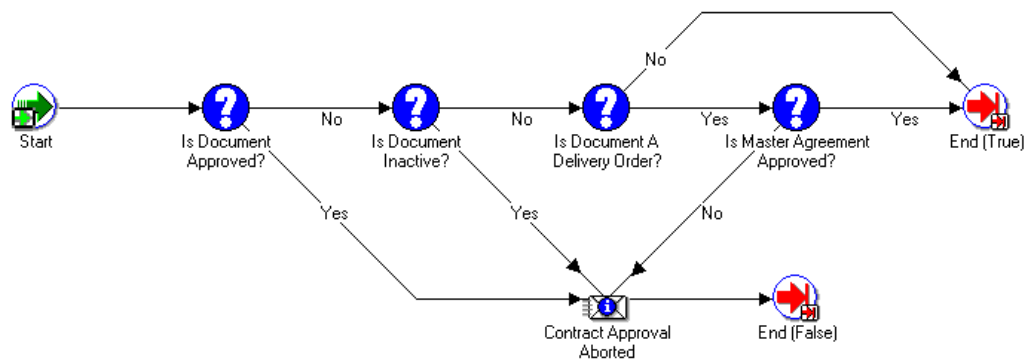 No
Start
Is Document
Approved?
No
Is Document
Inactive?
No
Is Document A
Delivery Order?
Yes
Is Master Agreement
Approved?
Yes
End (True)
Yes
Yes
No
Contract Approval
Aborted
End (False)